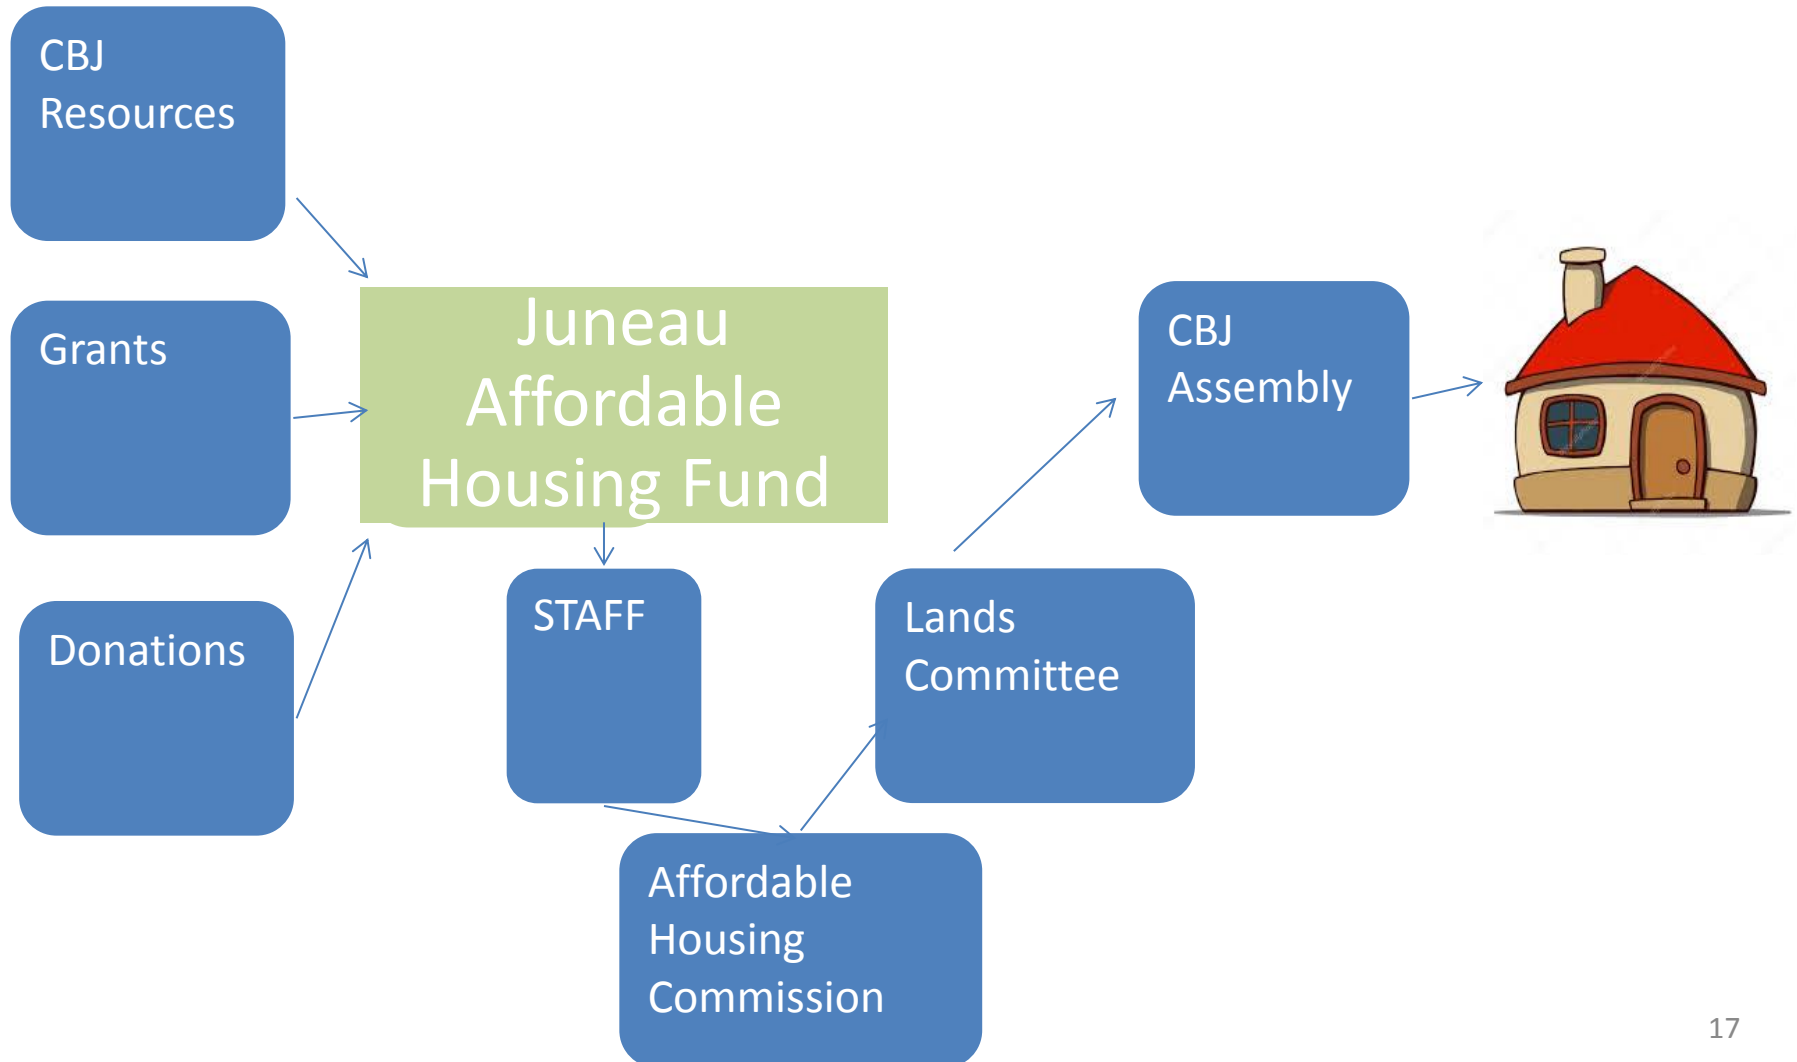 CBJ
Resources
Grants
Donations
Juneau
Affordable
Housing Fund
STAFF
Affordable
Housing
Commission
Lands
Committee
CBJ
Assembly
17